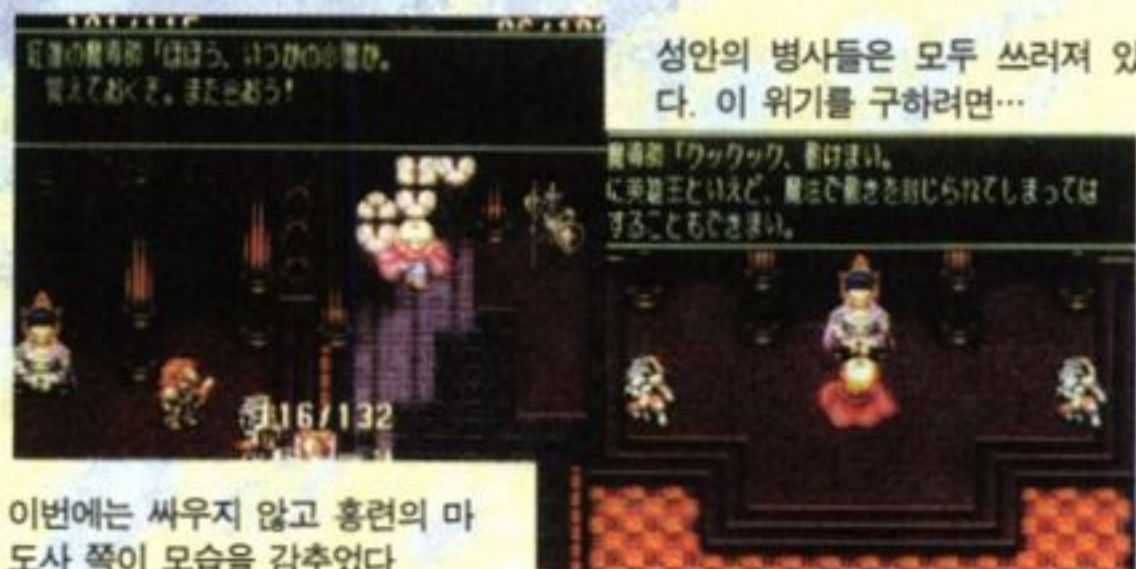 紅蓮の魔導師「ほほう、いつかの小僧か。
覚えておくぞ。また会おう!
성안의 병사들은 모두 쓰러져 있
다. 이 위기를 구하려면…
魔導師「クックック、動けまい。
に英雄王といえど、魔法で動きを封じられてしまっては
することもできまい。
116/132
이번에는 싸우지 않고 홍련의 마
도사 쪽이 모습을 감추었다